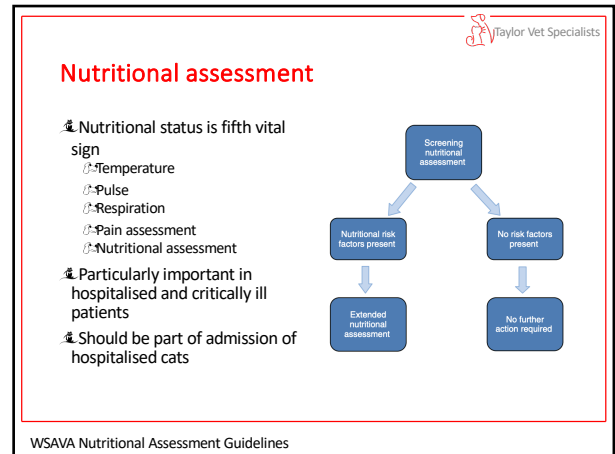 Taylor Vet Specialists
Nutritional assessment
Nutritional status is fifth vital
sign
Temperature
Pulse
Respiration
Pain assessment
Nutritional assessment
Particularly important in
hospitalised and critically ill
patients
Should be part of admission of
hospitalised cats
Screening
nutritional
assessment
Nutritional risk
factors present
No risk factors
present
Extended
nutritional
assessment
No further
action required
WSAVA Nutritional Assessment Guidelines